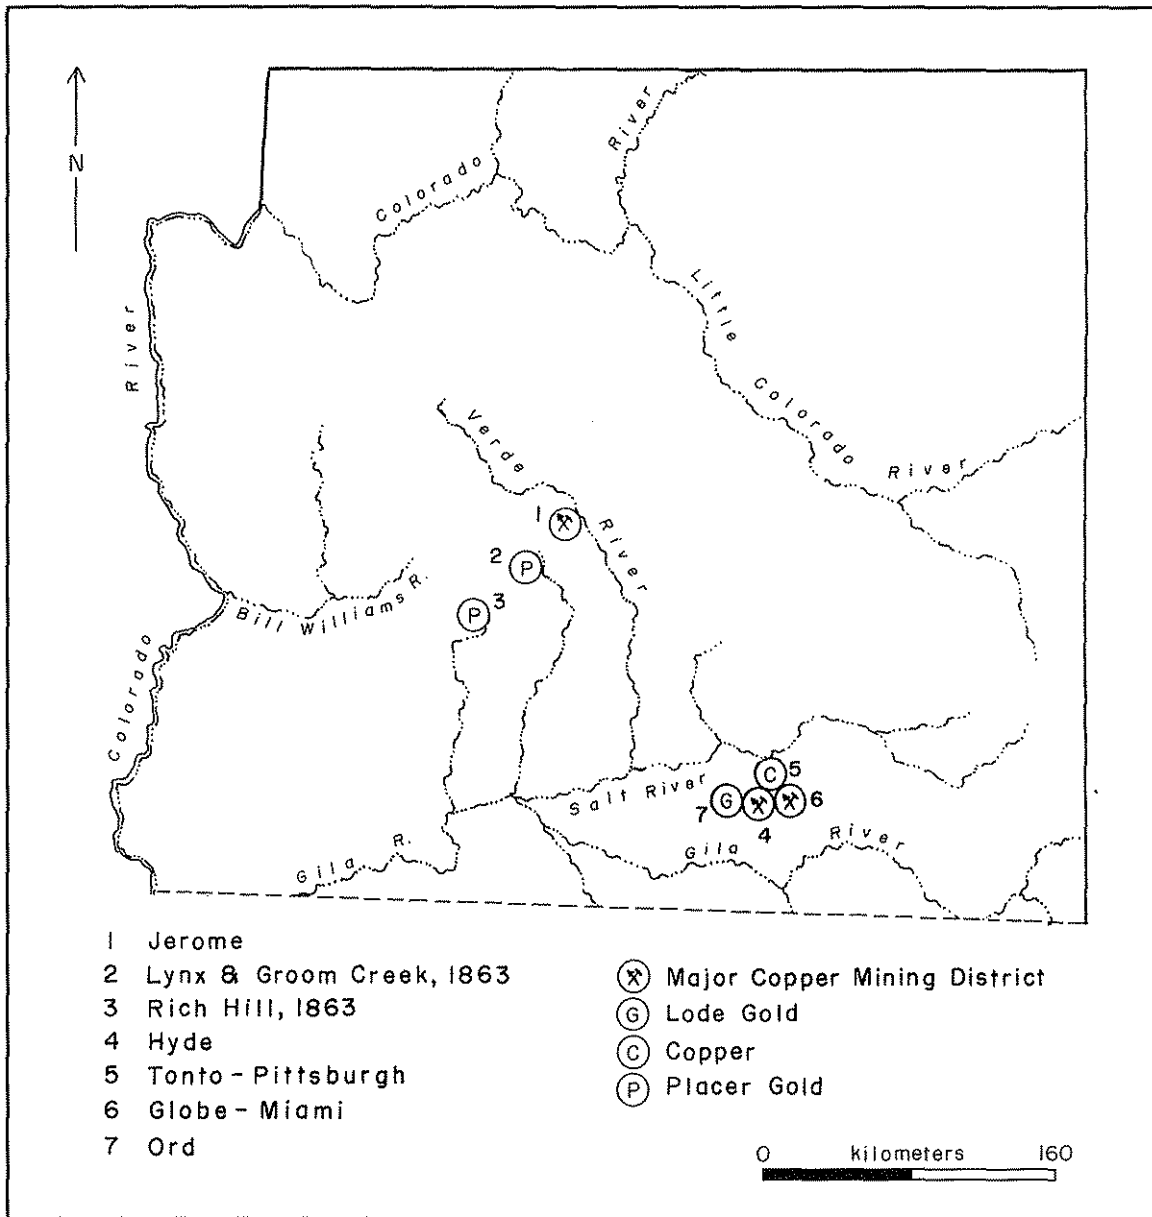 N
River
Colorado
River
Little
Colorado
River
Verde
River
Bill Williams R.
Colorado
River
Salt River
Gila R.
Gila River
1
2
3
4
5
6
7
P
P
C
G
1 Jerome
2 Lynx & Groom Creek, 1863
3 Rich Hill, 1863
4 Hyde
5 Tonto-Pittsburgh
6 Globe-Miami
7 Ord
Major Copper Mining District
G Lode Gold
C Copper
P Placer Gold
0 kilometers 160